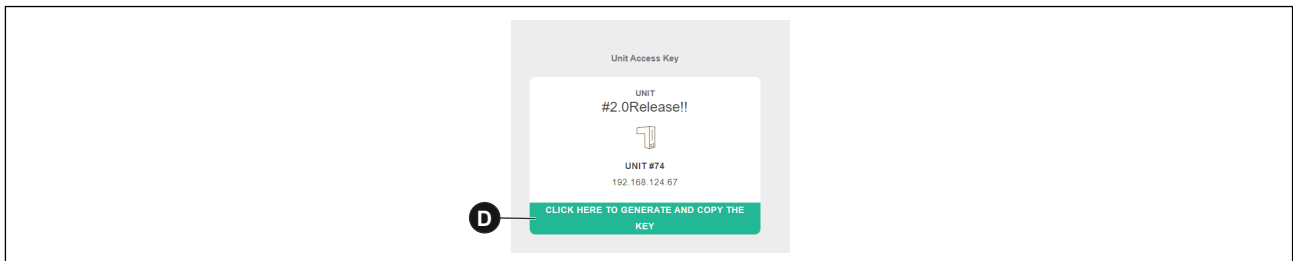 Unit Access Key
UNIT
#2.0Release!!
UNIT #74
192.168.124.67
D
CLICK HERE TO GENERATE AND COPY THE
KEY